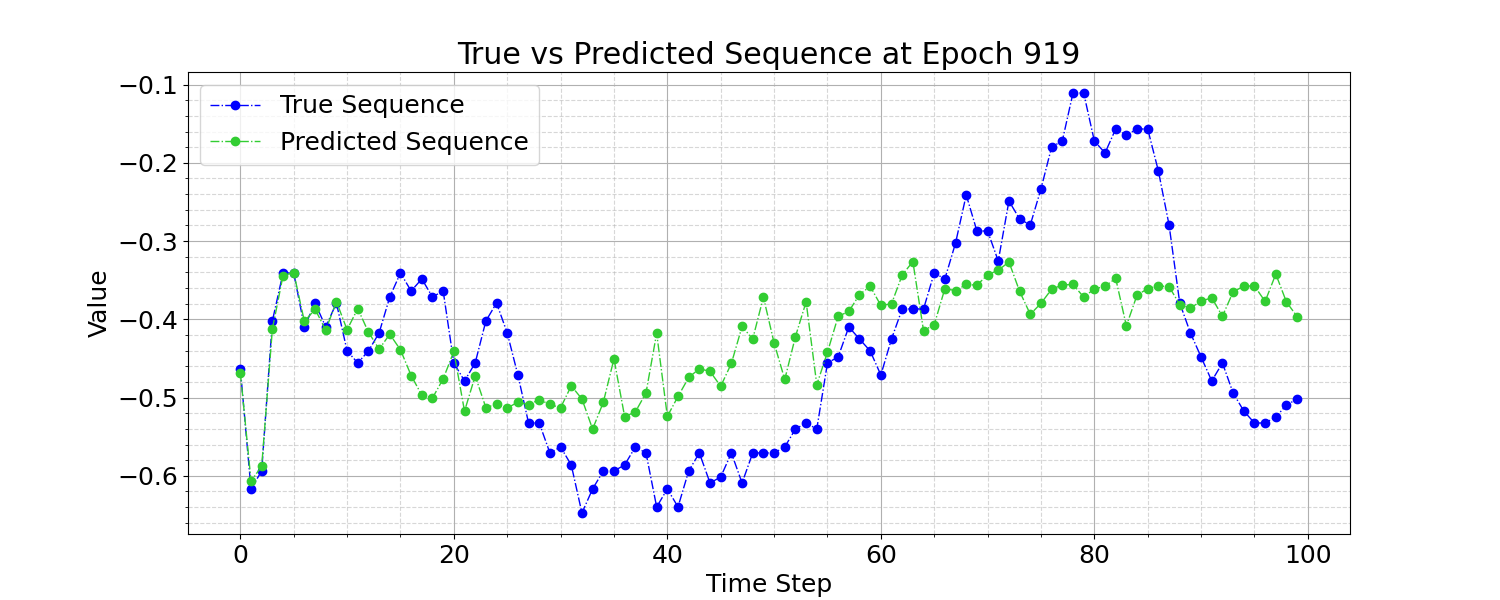 True vs Predicted Sequence at Epoch 919
True Sequence
Predicted Sequence
−0.1
−0.2
−0.3
−0.4
−0.5
−0.6
Value
0 20 40 60 80 100
Time Step